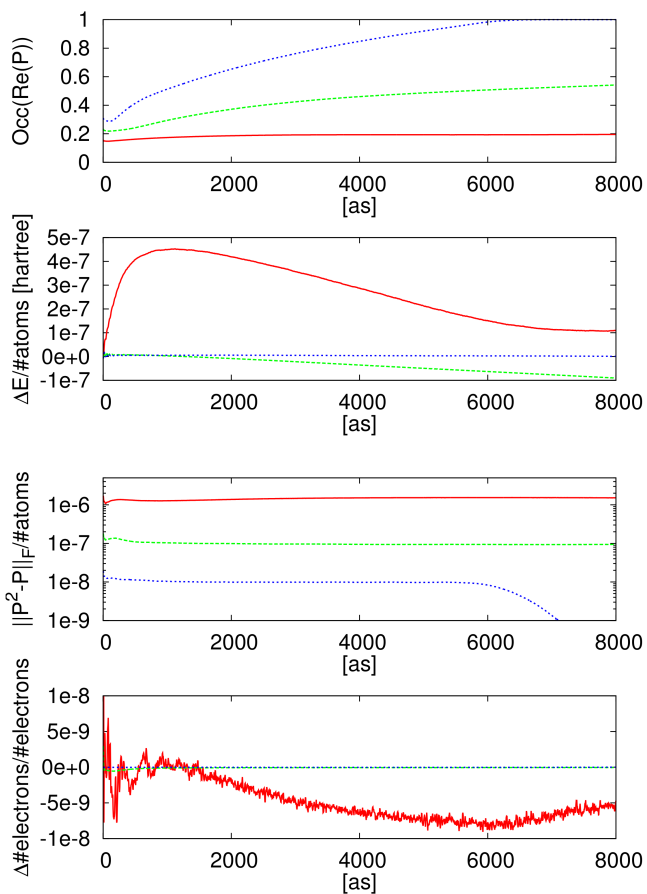 Occ(Re(P))
1
0.8
0.6
0.4
0.2
0
0 2000 4000 6000 8000
[as]
ΔE/#atoms [hartree]
5e-7
4e-7
3e-7
2e-7
1e-7
0e+0
-1e-7
0 2000 4000 6000 8000
[as]
||P²-P||_F/#atoms
1e-6
1e-7
1e-8
1e-9
0 2000 4000 6000 8000
[as]
Δ#electrons/#electrons
1e-8
5e-9
0e+0
-5e-9
-1e-8
0 2000 4000 6000 8000
[as]